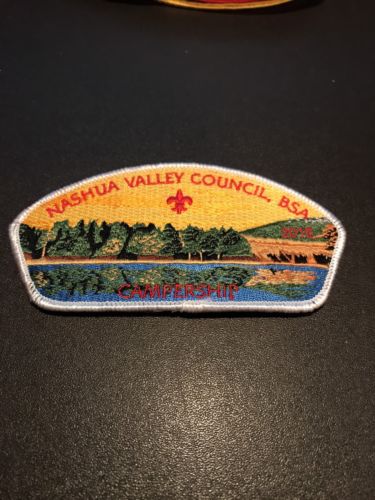 NASHUA VALLEY COUNCIL, BSA
2018
CAMPERSHIP